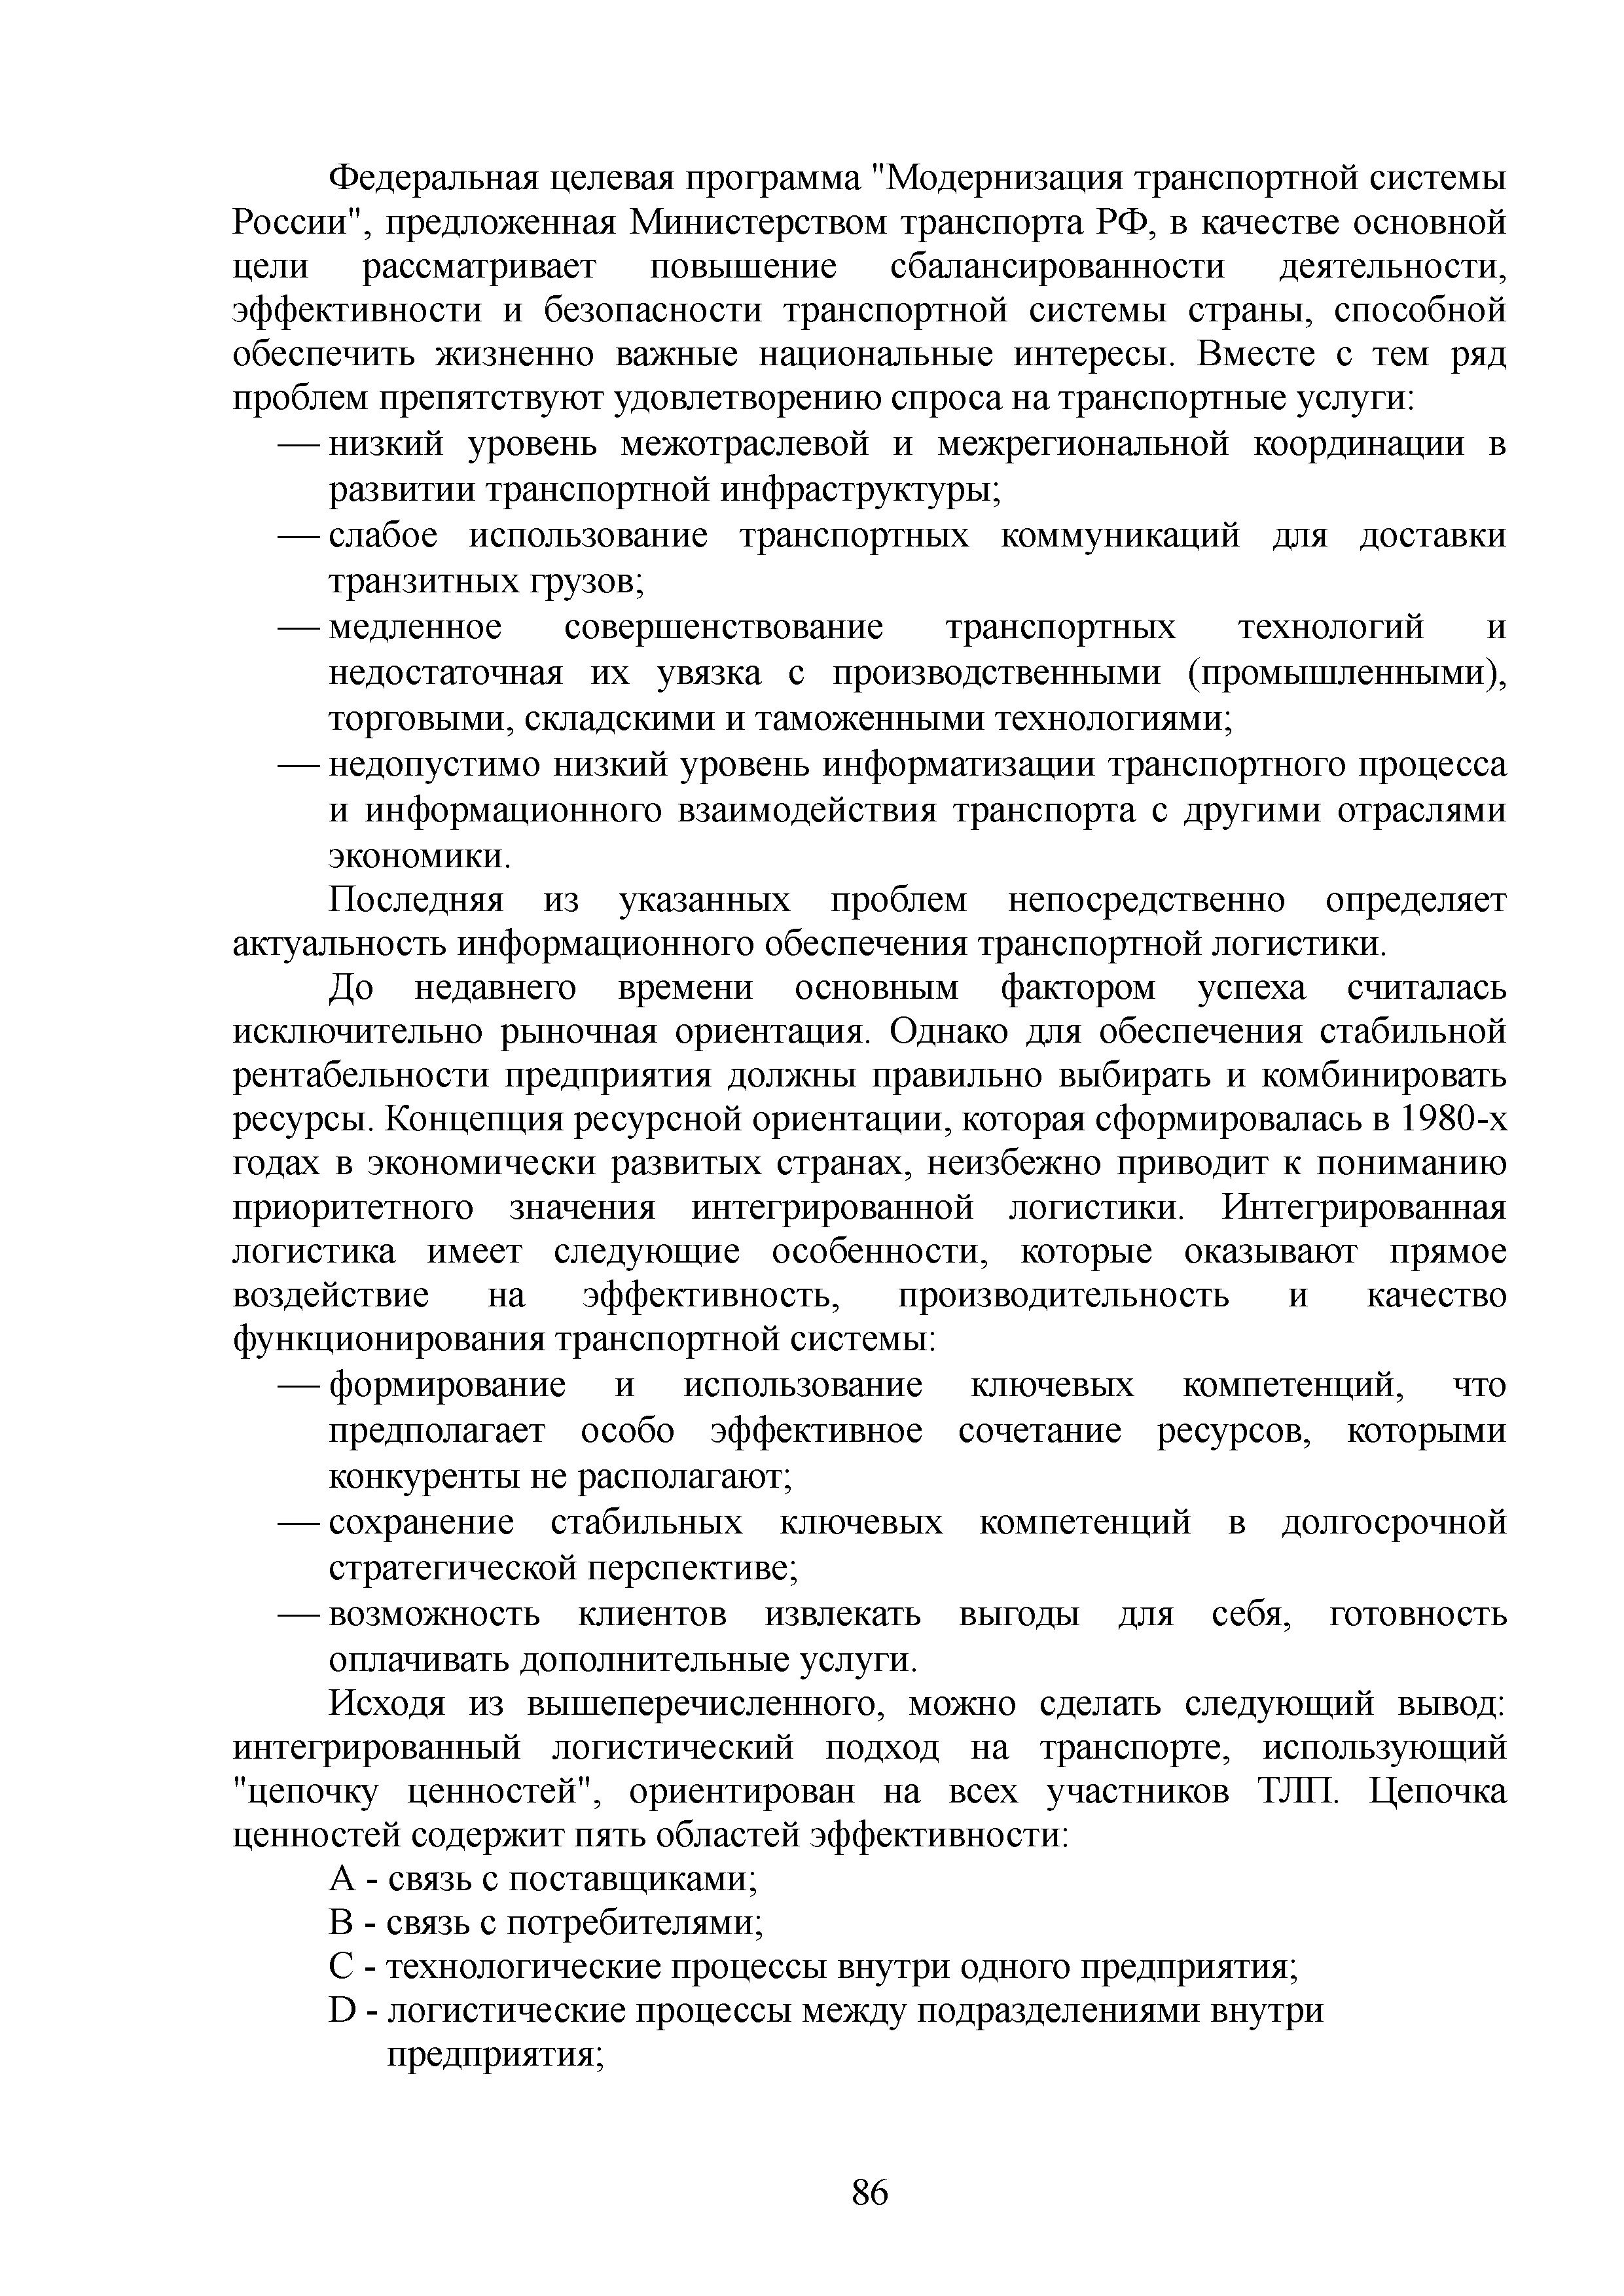 Федеральная целевая программа "Модернизация транспортной системы
России", предложенная Министерством транспорта РФ, в качестве основной
цели рассматривает повышение сбалансированности деятельности,
эффективности и безопасности транспортной системы страны, способной
обеспечить жизненно важные национальные интересы. Вместе с тем ряд
проблем препятствуют удовлетворению спроса на транспортные услуги:
— низкий уровень межотраслевой и межрегиональной координации в
развитии транспортной инфраструктуры;
— слабое использование транспортных коммуникаций для доставки
транзитных грузов;
— медленное совершенствование транспортных технологий и
недостаточная их увязка с производственными (промышленными),
торговыми, складскими и таможенными технологиями;
— недопустимо низкий уровень информатизации транспортного процесса
и информационного взаимодействия транспорта с другими отраслями
экономики.
Последняя из указанных проблем непосредственно определяет
актуальность информационного обеспечения транспортной логистики.
До недавнего времени основным фактором успеха считалась
исключительно рыночная ориентация. Однако для обеспечения стабильной
рентабельности предприятия должны правильно выбирать и комбинировать
ресурсы. Концепция ресурсной ориентации, которая сформировалась в 1980-х
годах в экономически развитых странах, неизбежно приводит к пониманию
приоритетного значения интегрированной логистики. Интегрированная
логистика имеет следующие особенности, которые оказывают прямое
воздействие на эффективность, производительность и качество
функционирования транспортной системы:
— формирование и использование ключевых компетенций, что
предполагает особо эффективное сочетание ресурсов, которыми
конкуренты не располагают;
— сохранение стабильных ключевых компетенций в долгосрочной
стратегической перспективе;
— возможность клиентов извлекать выгоды для себя, готовность
оплачивать дополнительные услуги.
Исходя из вышеперечисленного, можно сделать следующий вывод:
интегрированный логистический подход на транспорте, использующий
"цепочку ценностей", ориентирован на всех участников ТЛП. Цепочка
ценностей содержит пять областей эффективности:
A - связь с поставщиками;
B - связь с потребителями;
C - технологические процессы внутри одного предприятия;
D - логистические процессы между подразделениями внутри
предприятия;
86